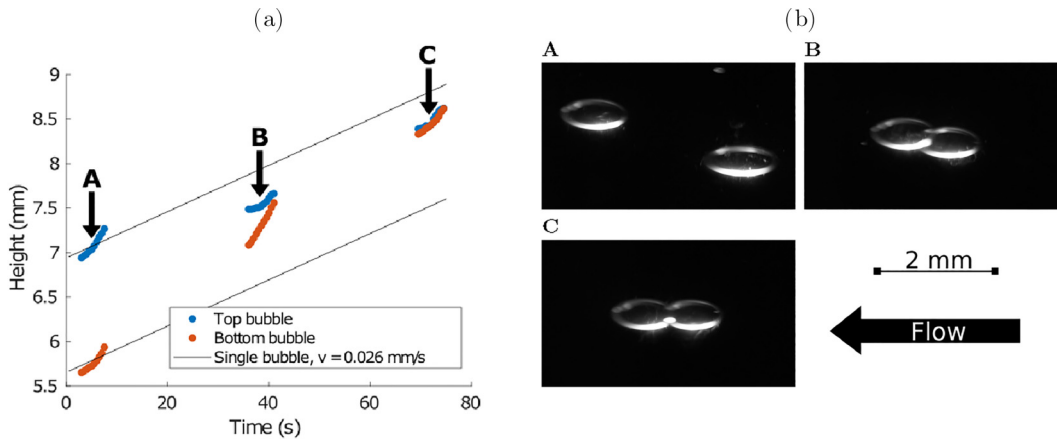 (a)
(b)
Height (mm)
9
8.5
8
7.5
7
6.5
6
5.5
A
B
C
Top bubble
Bottom bubble
Single bubble, v = 0.026 mm/s
0
20
40
60
80
Time (s)
A
B
C
2 mm
Flow